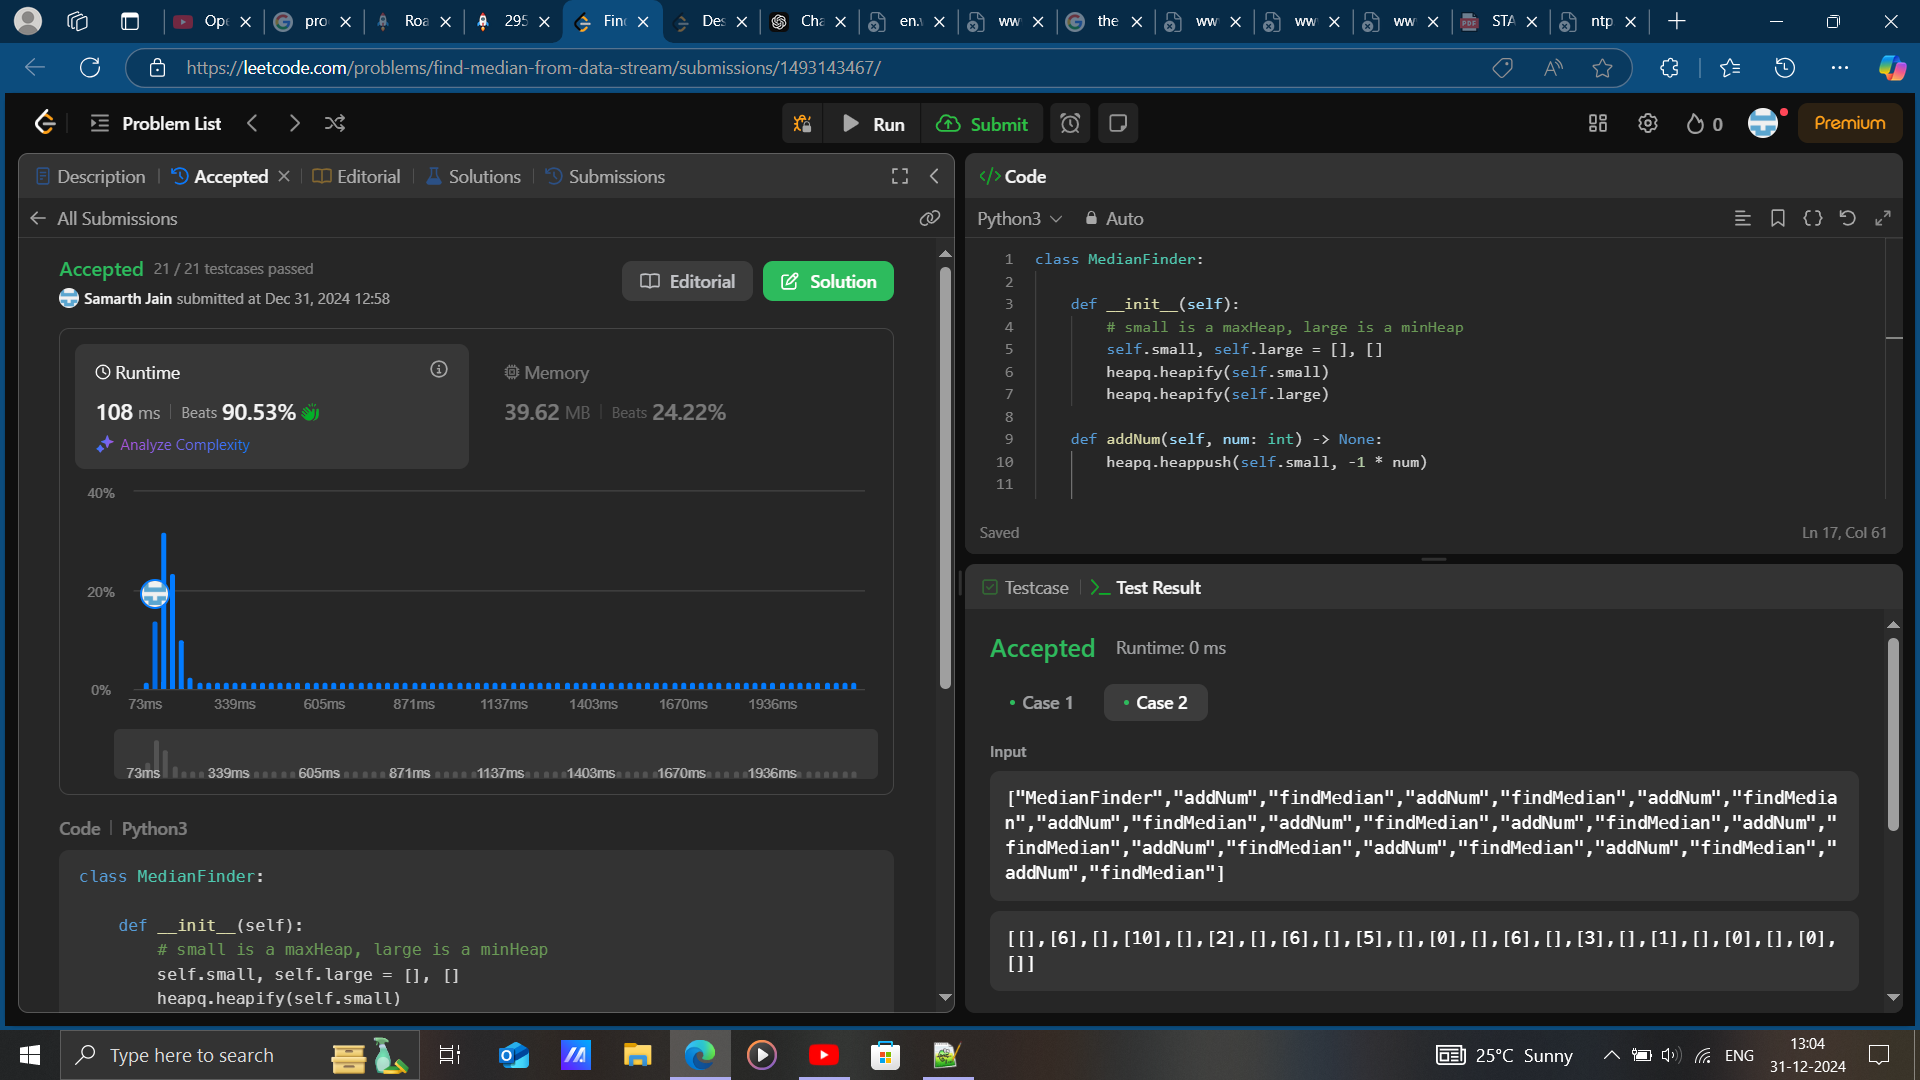 Ope
pro
Roa
295
Find
Des
Cha
en.v
ww
the
ww
ww
ww
STA
ntp
https://leetcode.com/problems/find-median-from-data-stream/submissions/1493143467/
Problem List
Run
Submit
0
Premium
Description
Accepted
Editorial
Solutions
Submissions
All Submissions
Accepted 21 / 21 testcases passed
Samarth Jain submitted at Dec 31, 2024 12:58
Editorial
Solution
Runtime
108 ms | Beats 90.53%
Analyze Complexity
Memory
39.62 MB | Beats 24.22%
40%
20%
0%
73ms 339ms 605ms 871ms 1137ms 1403ms 1670ms 1936ms
73ms 339ms 605ms 871ms 1137ms 1403ms 1670ms 1936ms
Code | Python3
class MedianFinder:
def __init__(self):
# small is a maxHeap, large is a minHeap
self.small, self.large = [], []
heapq.heapify(self.small)
</> Code
Python3
Auto
1 class MedianFinder:
2
3 def __init__(self):
4 # small is a maxHeap, large is a minHeap
5 self.small, self.large = [], []
6 heapq.heapify(self.small)
7 heapq.heapify(self.large)
8
9 def addNum(self, num: int) -> None:
10 heapq.heappush(self.small, -1 * num)
11
Saved
Ln 17, Col 61
Testcase
Test Result
Accepted Runtime: 0 ms
Case 1
Case 2
Input
["MedianFinder","addNum","findMedian","addNum","findMedian","addNum","findMedia
n","addNum","findMedian","addNum","findMedian","addNum","findMedian","addNum","
findMedian","addNum","findMedian","addNum","findMedian","addNum","findMedian","
addNum","findMedian"]
[[],[6],[],[10],[],[2],[],[6],[],[5],[],[0],[],[6],[],[3],[],[1],[],[0],[],[0],
[]]
Type here to search
25°C Sunny
ENG
13:04
31-12-2024